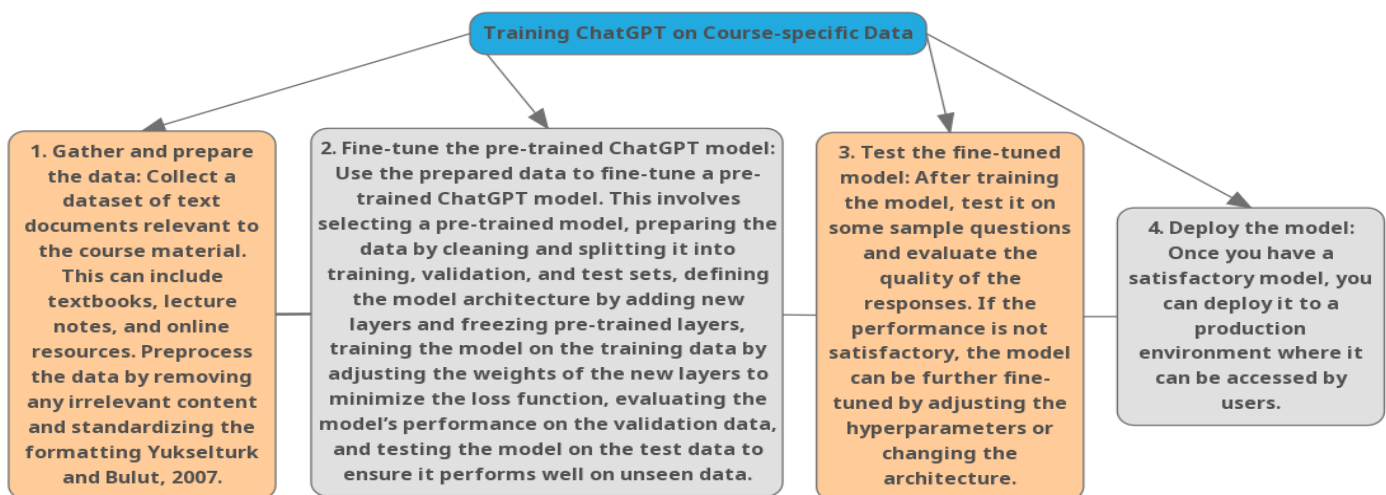 Training ChatGPT on Course-specific Data
1. Gather and prepare
the data: Collect a
dataset of text
documents relevant to
the course material.
This can include
textbooks, lecture
notes, and online
resources. Preprocess
the data by removing
any irrelevant content
and standardizing the
formatting Yukselturk
and Bulut, 2007.
2. Fine-tune the pre-trained ChatGPT model:
Use the prepared data to fine-tune a pre-
trained ChatGPT model. This involves
selecting a pre-trained model, preparing the
data by cleaning and splitting it into
training, validation, and test sets, defining
the model architecture by adding new
layers and freezing pre-trained layers,
training the model on the training data by
adjusting the weights of the new layers to
minimize the loss function, evaluating the
model’s performance on the validation data,
and testing the model on the test data to
ensure it performs well on unseen data.
3. Test the fine-tuned
model: After training
the model, test it on
some sample questions
and evaluate the
quality of the
responses. If the
performance is not
satisfactory, the model
can be further fine-
tuned by adjusting the
hyperparameters or
changing the
architecture.
4. Deploy the model:
Once you have a
satisfactory model, you
can deploy it to a
production
environment where it
can be accessed by
users.